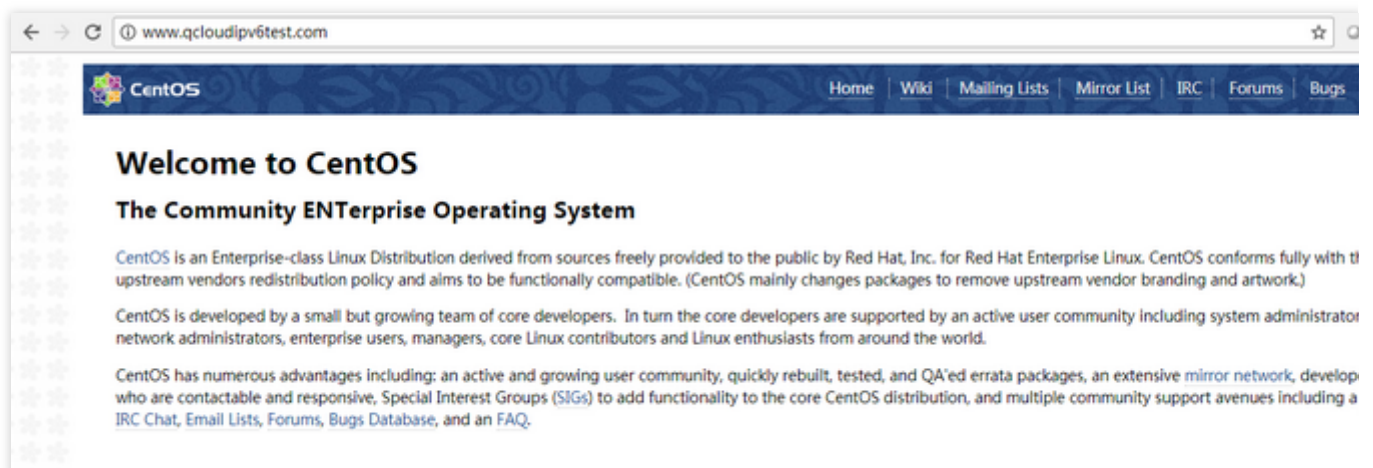 www.qcloudipv6test.com
CentOS Home Wiki Mailing Lists Mirror List IRC Forums Bugs
Welcome to CentOS
The Community ENTerprise Operating System
CentOS is an Enterprise-class Linux Distribution derived from sources freely provided to the public by Red Hat, Inc. for Red Hat Enterprise Linux. CentOS conforms fully with
upstream vendors redistribution policy and aims to be functionally compatible. (CentOS mainly changes packages to remove upstream vendor branding and artwork.)
CentOS is developed by a small but growing team of core developers. In turn the core developers are supported by an active user community including system administrator
network administrators, enterprise users, managers, core Linux contributors and Linux enthusiasts from around the world.
CentOS has numerous advantages including: an active and growing user community, quickly rebuilt, tested, and QA'ed errata packages, an extensive mirror network, develop
who are contactable and responsive, Special Interest Groups (SIGs) to add functionality to the core CentOS distribution, and multiple community support avenues including a
IRC Chat, Email Lists, Forums, Bugs Database, and an FAQ.